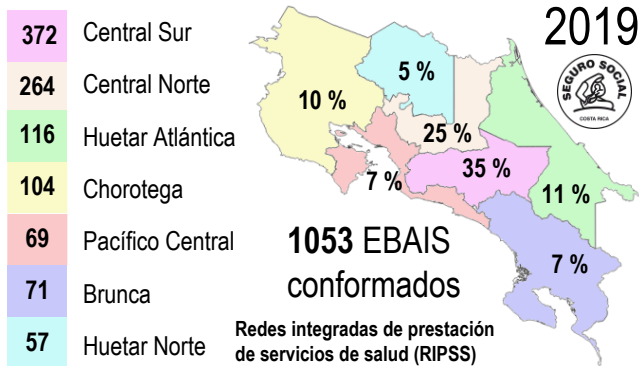 2019
SEGURO SOCIAL
COSTA RICA
372 Central Sur
264 Central Norte
116 Huetar Atlántica
104 Chorotega
69 Pacífico Central
71 Brunca
57 Huetar Norte
5 %
10 %
25 %
35 %
7 %
11 %
7 %
1053 EBAIS
conformados
Redes integradas de prestación
de servicios de salud (RIPSS)